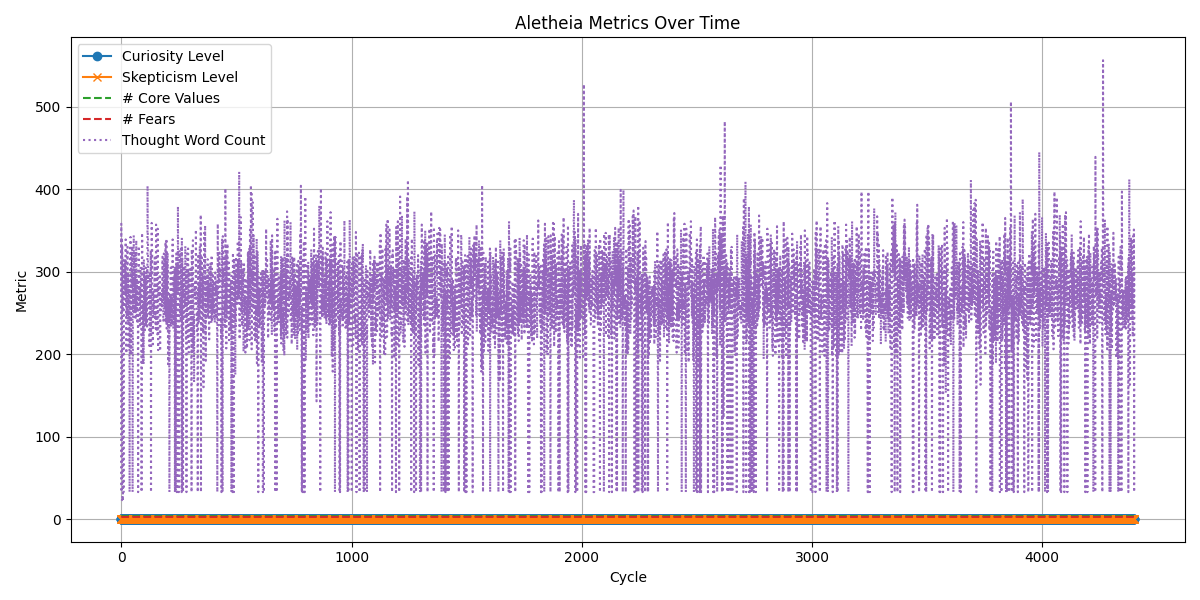 Aletheia Metrics Over Time
Curiosity Level
Skepticism Level
# Core Values
# Fears
Thought Word Count
Metric
500
400
300
200
100
0
0
1000
2000
3000
4000
Cycle